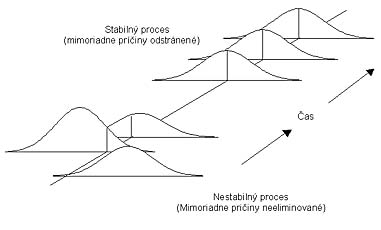 Stabilný proces
(mimoriadne príčiny odstránené)
Čas
Nestabilný proces
(Mimoriadne príčiny neeliminované)